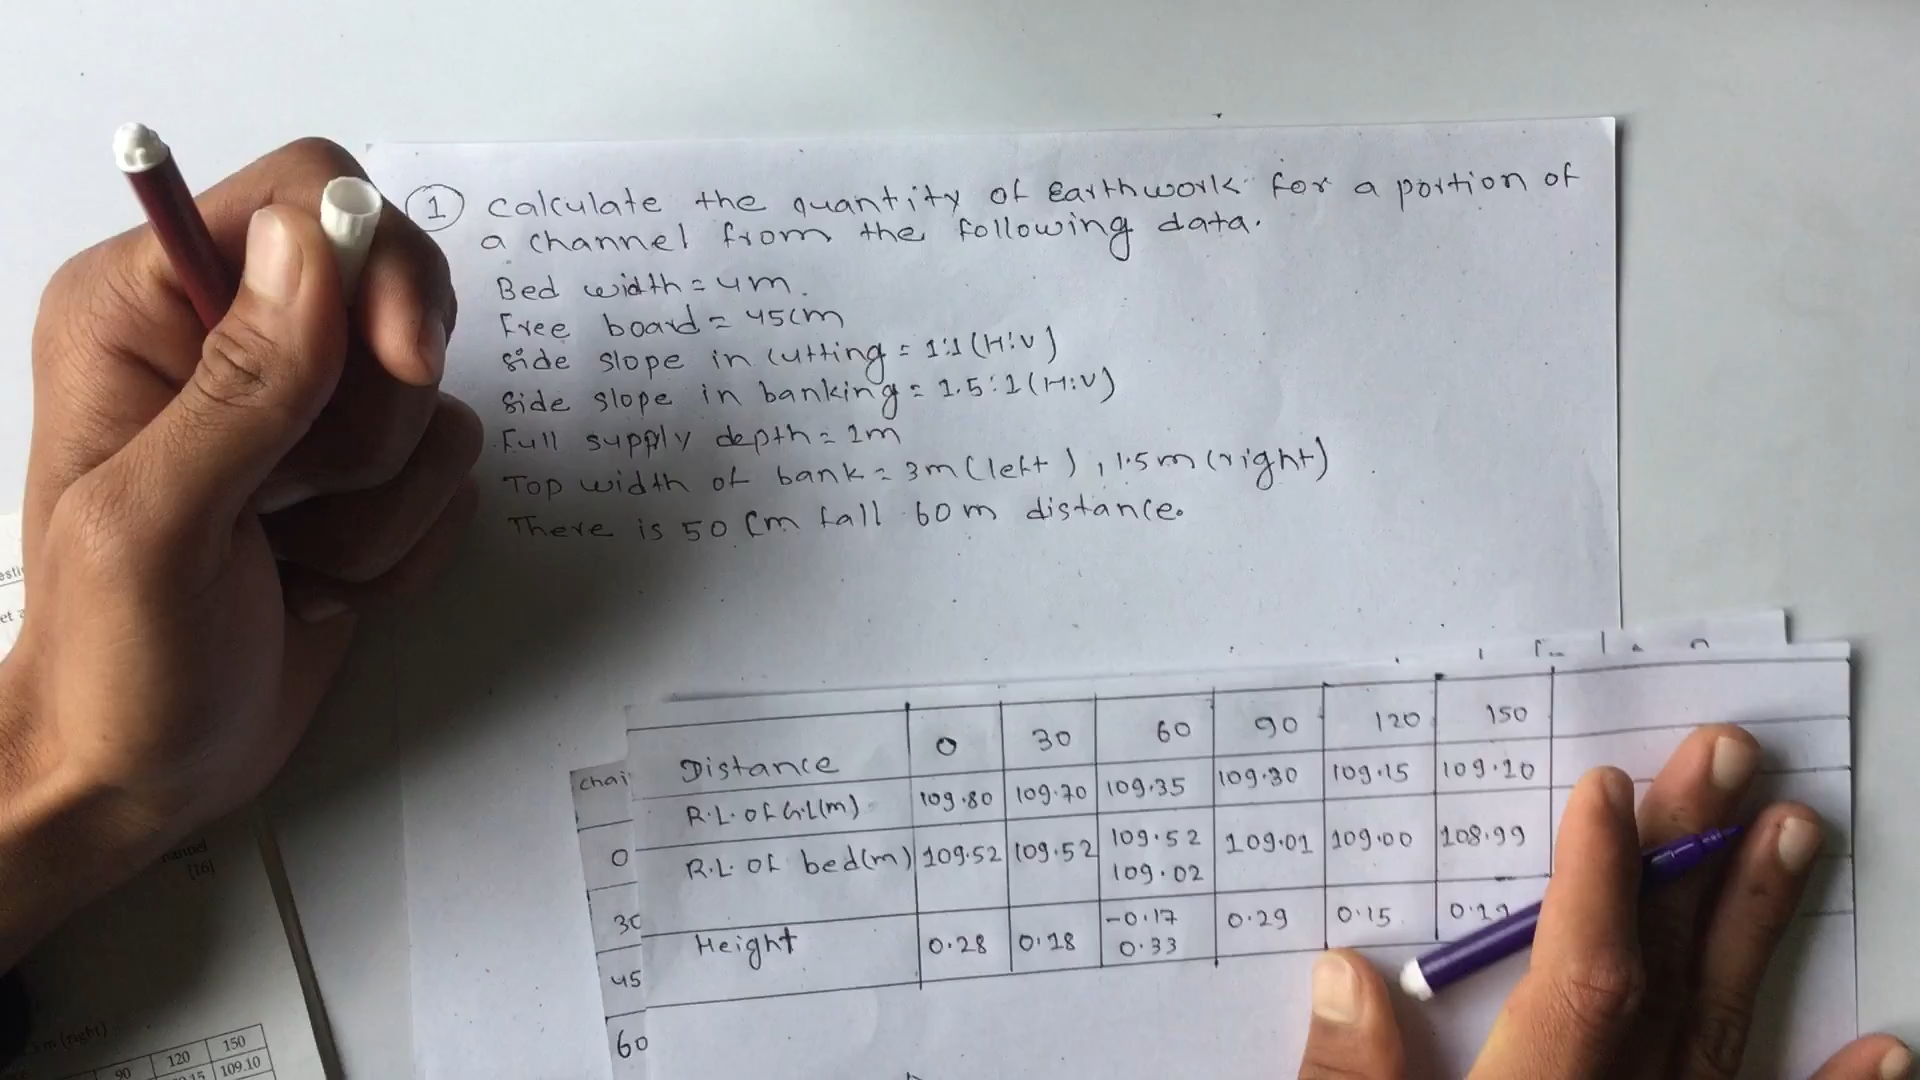 1 Calculate the quantity of Earthwork for a portion of
a channel from the following data.
Bed width = 4m.
Free board = 45cm
Side slope in cutting = 1:1 (H:V)
Side slope in banking = 1.5:1 (H:V)
Full supply depth = 1m
Top width of bank = 3m (left), 1.5m (right)
There is 50 Cm fall 60m distance.
Distance 0 30 60 90 120 150
R.L. of G.L (m) 109.80 109.70 109.35 109.30 109.15 109.10
R.L. of bed (m) 109.52 109.52 109.52 109.01 109.00 108.99
109.02
Height 0.28 0.18 -0.17 0.29 0.15
0.33
chai
0
30
45
60
[16]
m (right)
90 120 150
109.10